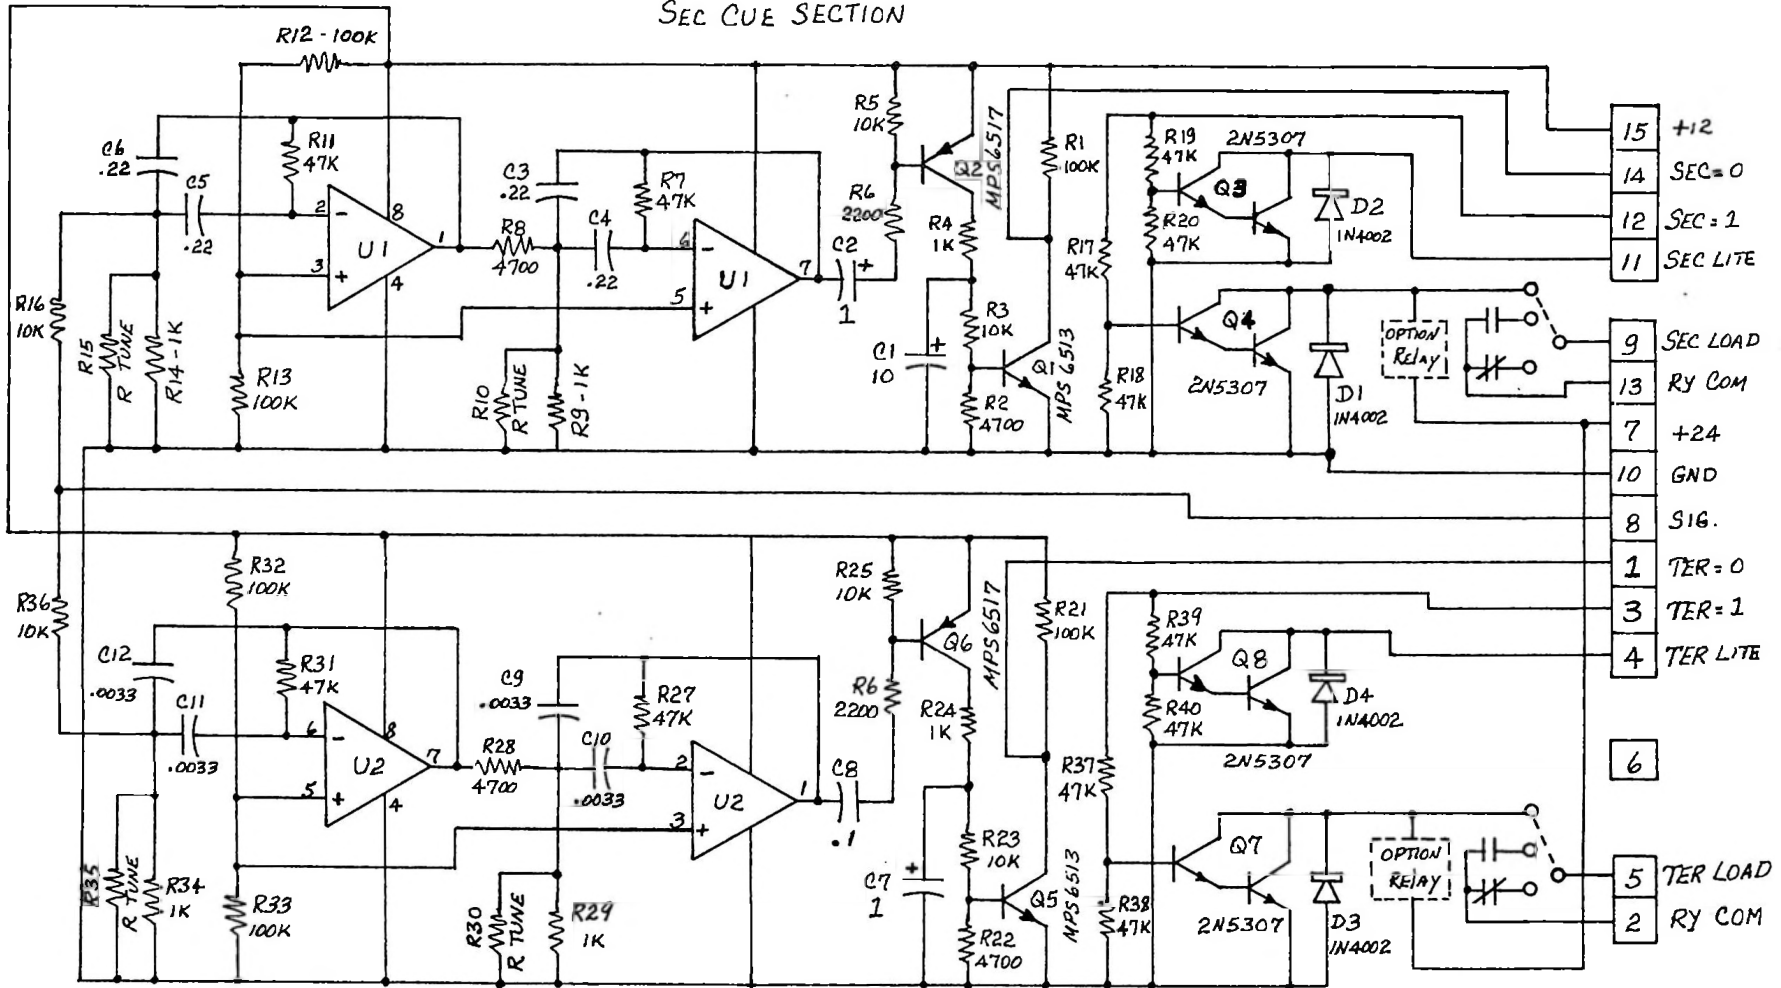 SEC CUE SECTION
R12 - 100K
R5
10K
Q2
MPS6517
R1
100K
R19
47K
2N5307
15 +12
C6
.22
R11
47K
C3
.22
R7
47K
Q3
D2
1N4002
14 SEC=0
C5
.22
2 -
8
U1
1
3 +
4
R8
4700
C4
.22
6 -
U1
7
5 +
R6
2200
C2
+
1
R4
1K
R17
47K
R20
47K
12 SEC=1
11 SEC LITE
R16
10K
R15
R TUNE
R14-1K
R13
100K
R10
R TUNE
R9-1K
C1
10
+
R3
10K
Q1
MPS 6513
R2
4700
R18
47K
Q4
2N5307
D1
1N4002
OPTION
RELAY
9 SEC LOAD
13 RY COM
7 +24
10 GND
8 SIG.
1 TER=0
3 TER=1
4 TER LITE
R32
100K
R25
10K
Q6
MPS6517
R21
100K
R39
47K
R36
10K
C12
.0033
R31
47K
C9
.0033
R27
47K
Q8
D4
1N4002
C11
.0033
6 -
8
U2
7
5 +
4
R28
4700
C10
.0033
2 -
U2
1
3 +
R6
2200
C8
.1
R24
1K
R37
47K
R40
47K
2N5307
6
R35
R TUNE
R34
1K
R33
100K
R30
R TUNE
R29
1K
+
C7
1
R23
10K
Q5
MPS 6513
R22
4700
R38
47K
Q7
2N5307
D3
1N4002
OPTION
RELAY
5 TER LOAD
2 RY COM